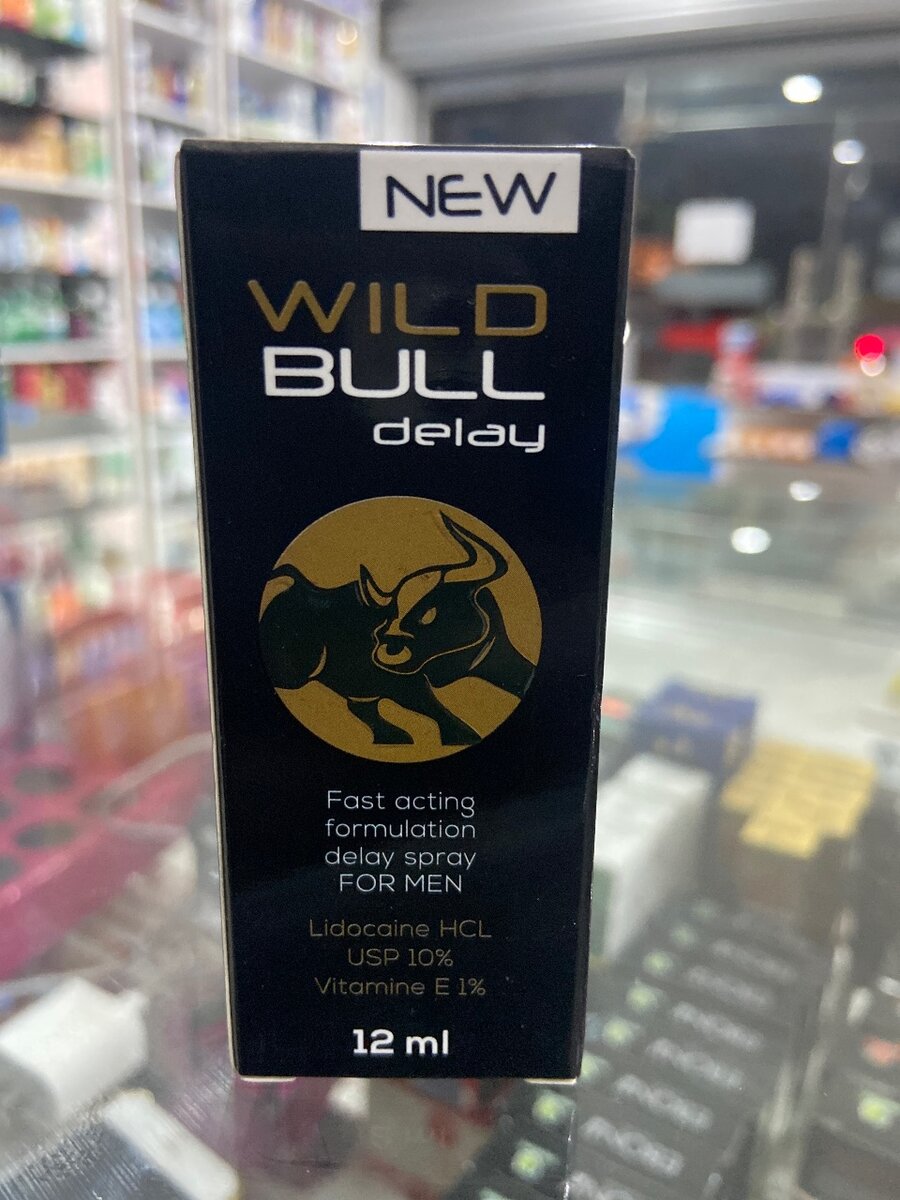 NEW
WILD
BULL
delay
Fast acting
formulation
delay spray
FOR MEN
Lidocaine HCL
USP 10%
Vitamine E 1%
12 ml